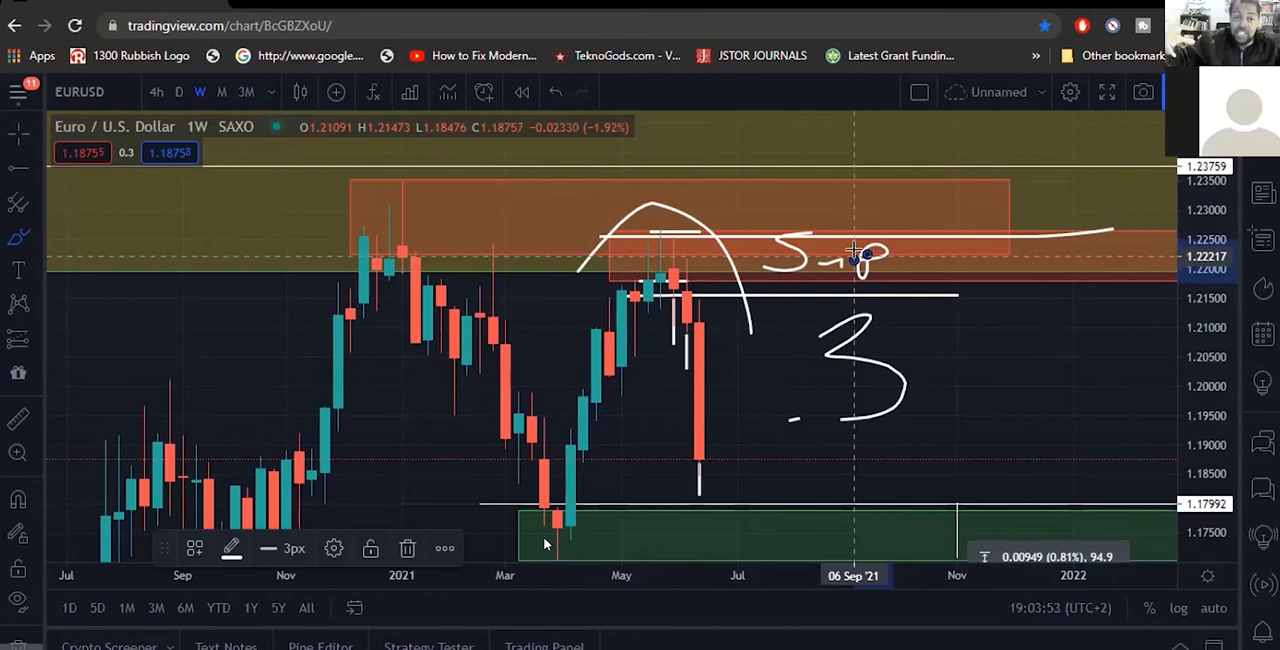 tradingview.com/chart/BcGBZXoU/
Apps 1300 Rubbish Logo http://www.google.... How to Fix Modern... TeknoGods.com - V... JSTOR JOURNALS Latest Grant Fundin... » Other bookmark
11 EURUSD 4h D W M 3M Unnamed
Euro / U.S. Dollar 1W SAXO O1.21091 H1.21473 L1.18476 C1.18757 -0.02330 (-1.92%)
1.18755 0.3 1.18758
1.23759
1.23500
1.23000
1.22500
1.22217
1.22000
1.21500
1.21000
1.20500
1.20000
1.19500
1.19000
1.18500
1.17992
1.17500
3
3px
0.00949 (0.81%), 94.9
Jul Sep Nov 2021 Mar May Jul 06 Sep '21 Nov 2022
1D 5D 1M 3M 6M YTD 1Y 5Y All 19:03:53 (UTC+2) % log auto
Crypto Screener Text Notes Pine Editor Strategy Tester Trading Panel